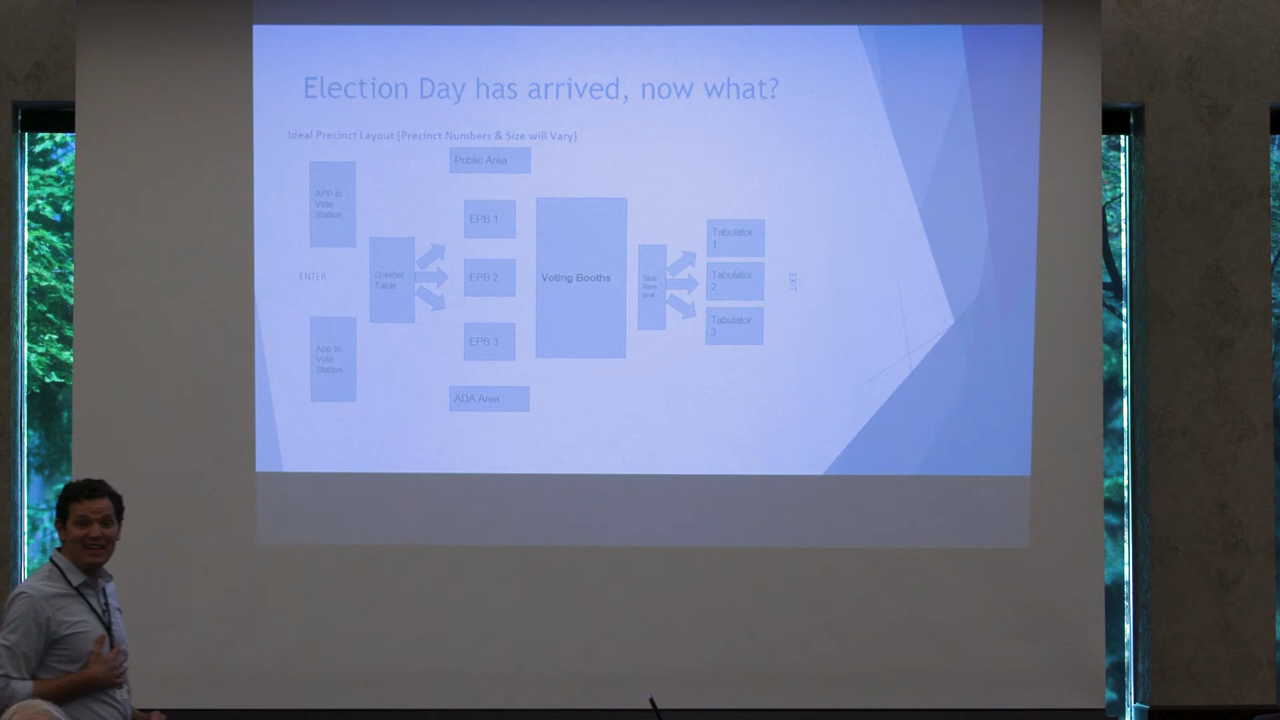 Election Day has arrived, now what?
Ideal Precinct Layout (Precinct Numbers & Size will Vary)
Public Area
APP to
Vote
Station
EPB 1
Tabulator
1
ENTER
Greeter
Table
EPB 2
Voting Booths
Tabulator
2
EXIT
Tabulator
3
EPB 3
App to
Vote
Station
ADA Area